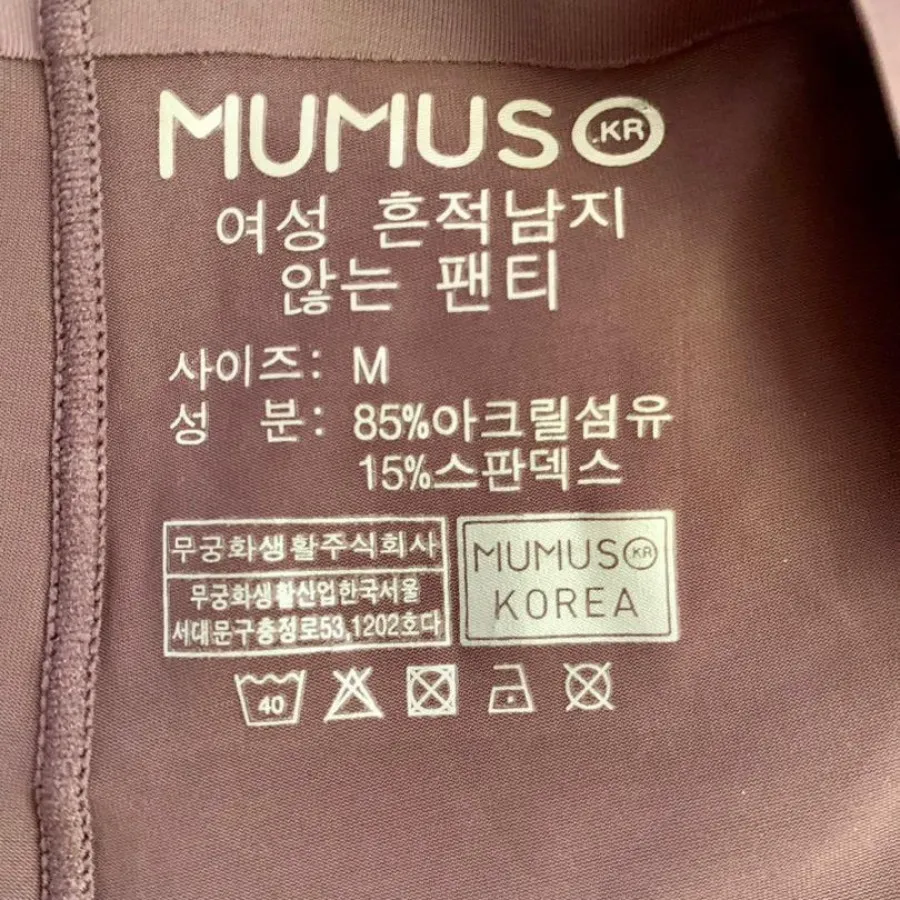 MUMUSO.KR
여성 흔적남지
않는 팬티
사이즈: M
성 분: 85%아크릴섬유
15%스판덱스
무궁화생활주식회사
무궁화생활산업한국서울
서대문구충정로53,1202호다
MUMUSO KR
KOREA
40